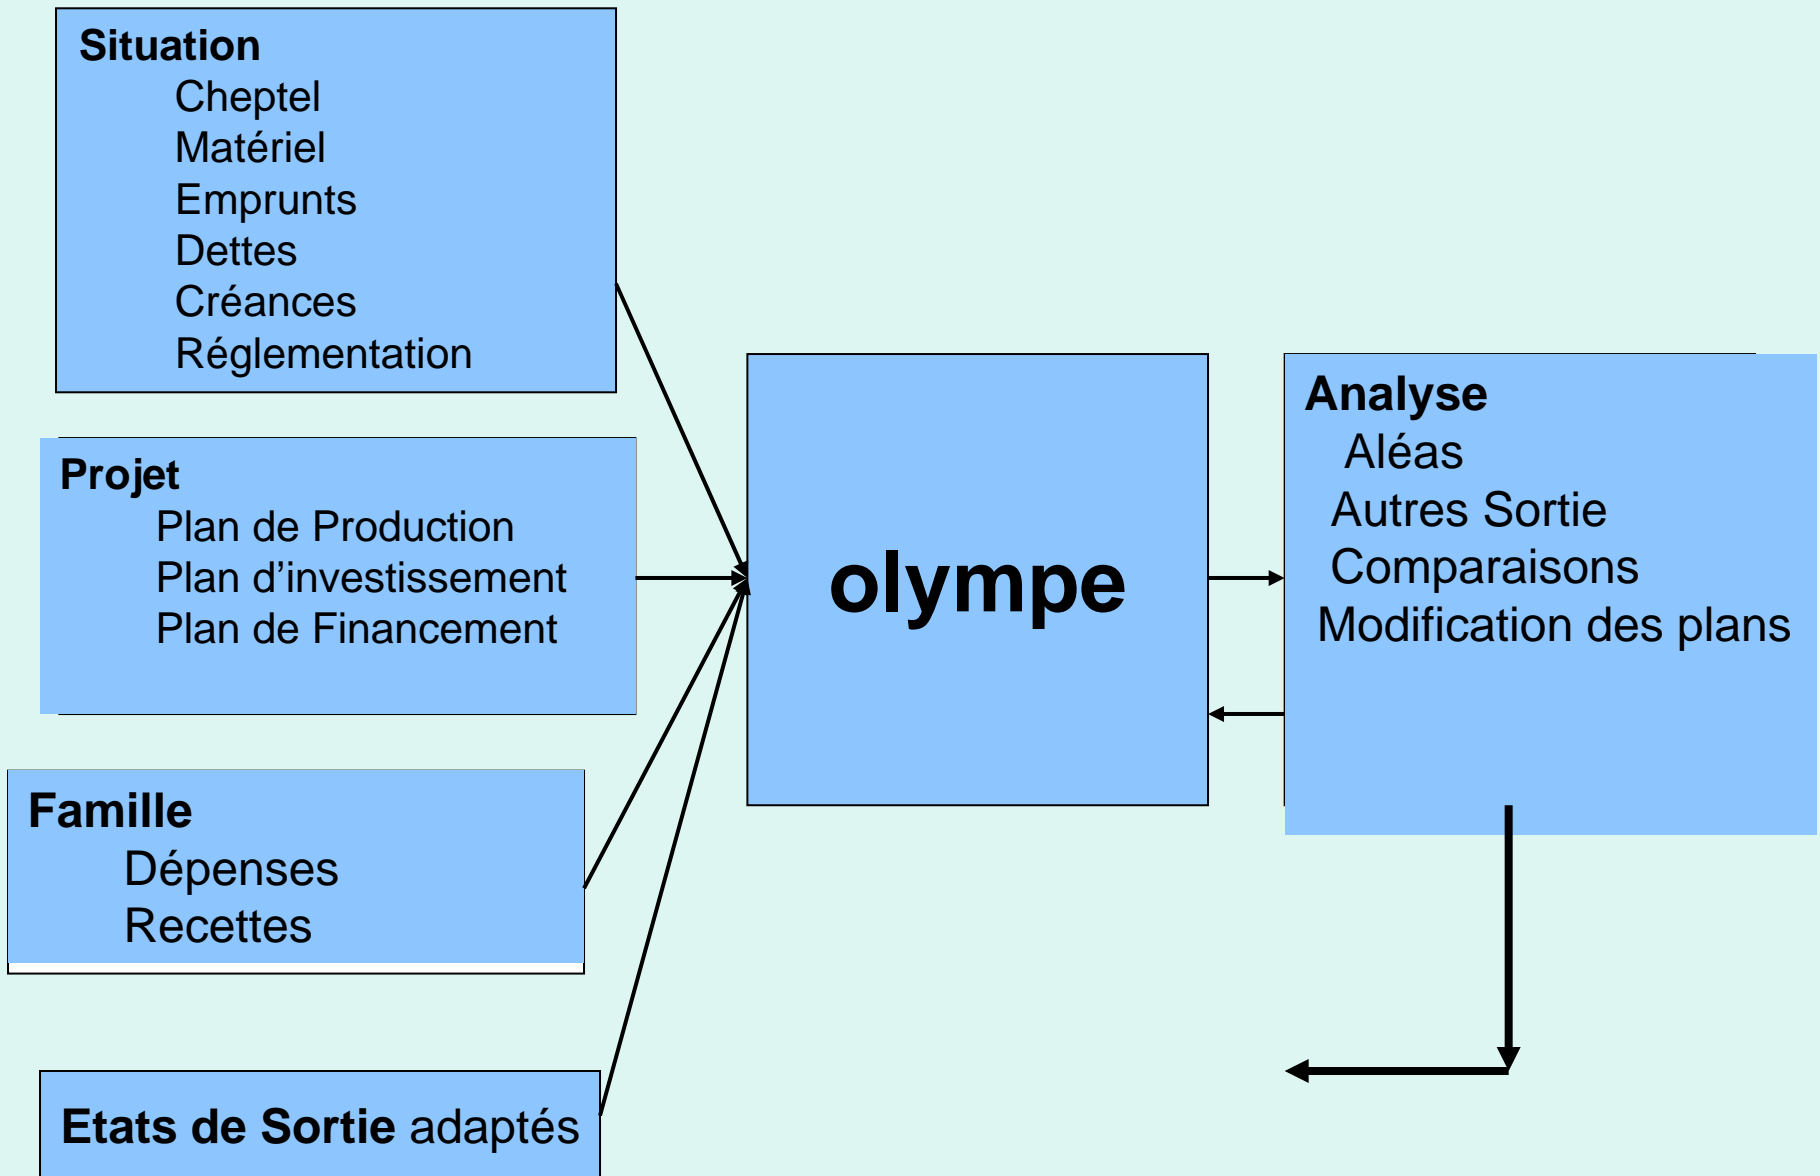 Situation
Cheptel
Matériel
Emprunts
Dettes
Créances
Réglementation
Projet
Plan de Production
Plan d’investissement
Plan de Financement
Famille
Dépenses
Recettes
Etats de Sortie adaptés
olympe
Analyse
Aléas
Autres Sortie
Comparaisons
Modification des plans